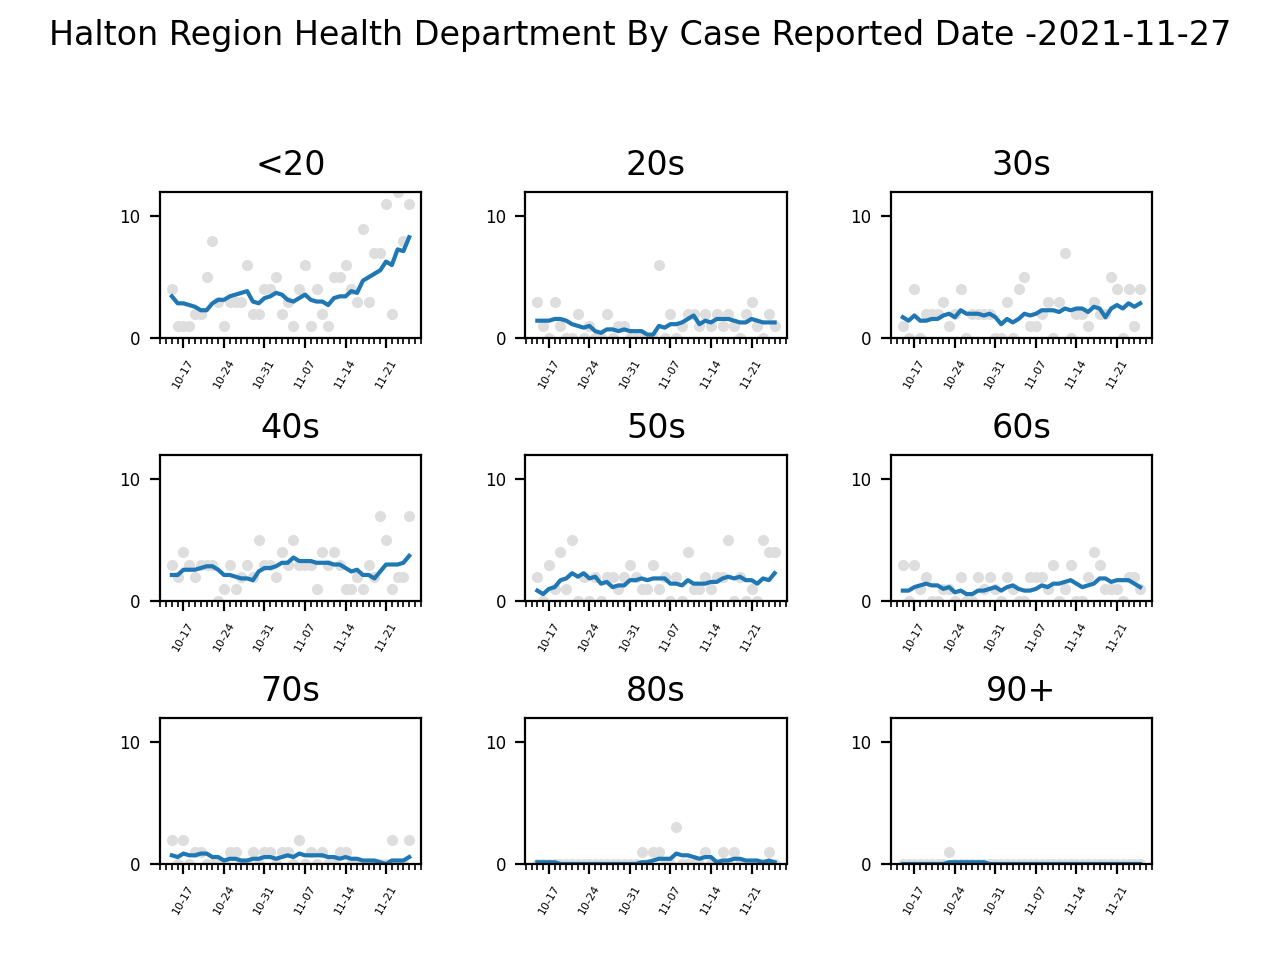 Halton Region Health Department By Case Reported Date -2021-11-27
<20 20s 30s
10 10 10
0 0 0
10-17 10-24 10-31 11-07 11-14 11-21 10-17 10-24 10-31 11-07 11-14 11-21 10-17 10-24 10-31 11-07 11-14 11-21
40s 50s 60s
10 10 10
0 0 0
10-17 10-24 10-31 11-07 11-14 11-21 10-17 10-24 10-31 11-07 11-14 11-21 10-17 10-24 10-31 11-07 11-14 11-21
70s 80s 90+
10 10 10
0 0 0
10-17 10-24 10-31 11-07 11-14 11-21 10-17 10-24 10-31 11-07 11-14 11-21 10-17 10-24 10-31 11-07 11-14 11-21